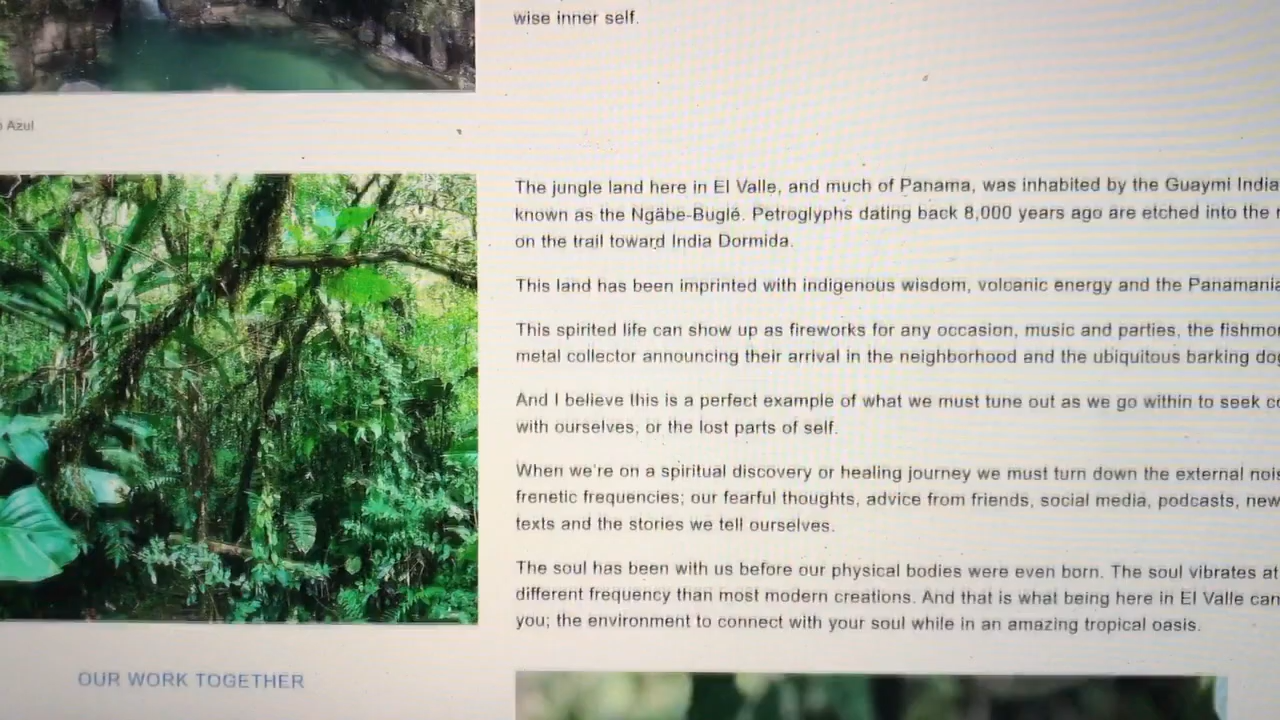 wise inner self.
Azul
The jungle land here in El Valle, and much of Panama, was inhabited by the Guaymi India
known as the Ngäbe-Buglé. Petroglyphs dating back 8,000 years ago are etched into the
on the trail toward India Dormida.
This land has been imprinted with indigenous wisdom, volcanic energy and the Panamania
This spirited life can show up as fireworks for any occasion, music and parties, the fishmon
metal collector announcing their arrival in the neighborhood and the ubiquitous barking dog
And I believe this is a perfect example of what we must tune out as we go within to seek co
with ourselves, or the lost parts of self.
When we're on a spiritual discovery or healing journey we must turn down the external nois
frenetic frequencies; our fearful thoughts, advice from friends, social media, podcasts, new
texts and the stories we tell ourselves.
The soul has been with us before our physical bodies were even born. The soul vibrates at
different frequency than most modern creations. And that is what being here in El Valle can
you; the environment to connect with your soul while in an amazing tropical oasis.
OUR WORK TOGETHER